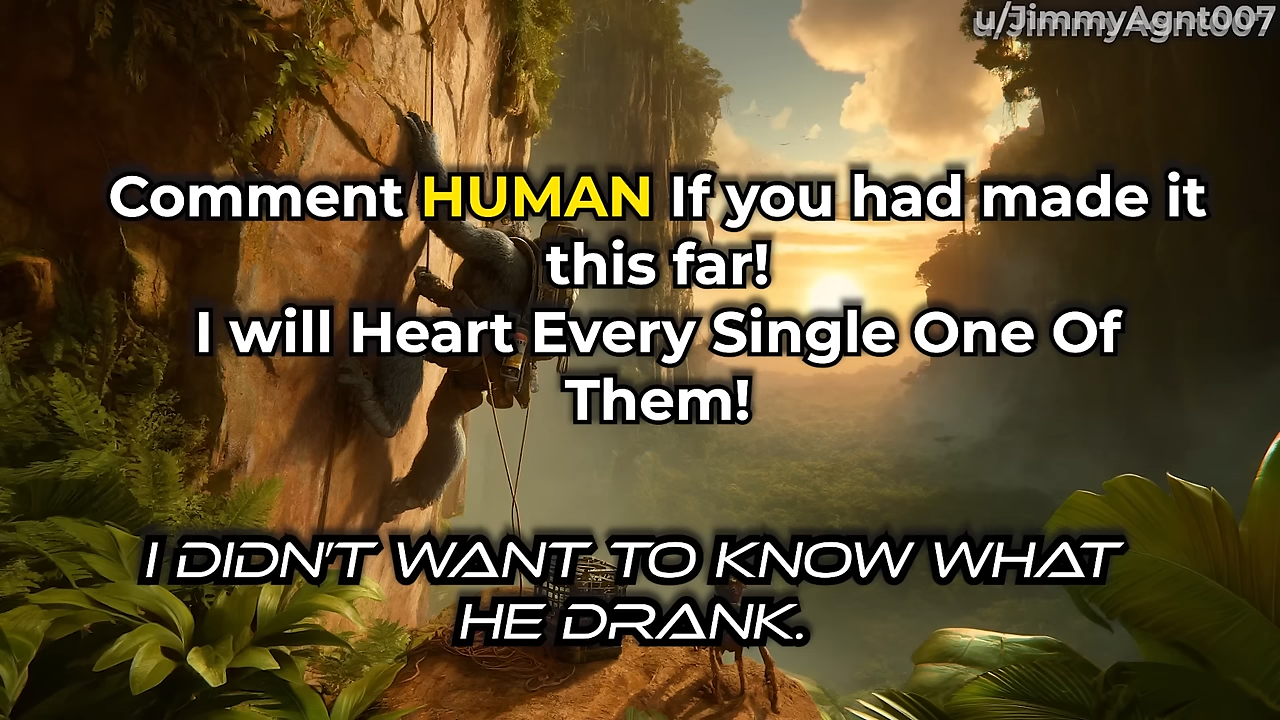 u/JimmyAgnt007
Comment HUMAN If you had made it
this far!
I will Heart Every Single One Of
Them!
I DIDN'T WANT TO KNOW WHAT
HE DRANK.